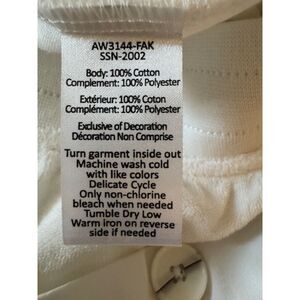 AW3144-FAK
SSN-2002
Body: 100% Cotton
Complement: 100% Polyester
Extérieur: 100% Coton
Complément: 100% Polyester
Exclusive of Decoration
Décoration Non Comprise
Turn garment inside out
Machine wash cold
with like colors
Delicate Cycle
Only non-chlorine
bleach when needed
Tumble Dry Low
Warm iron on reverse
side if needed